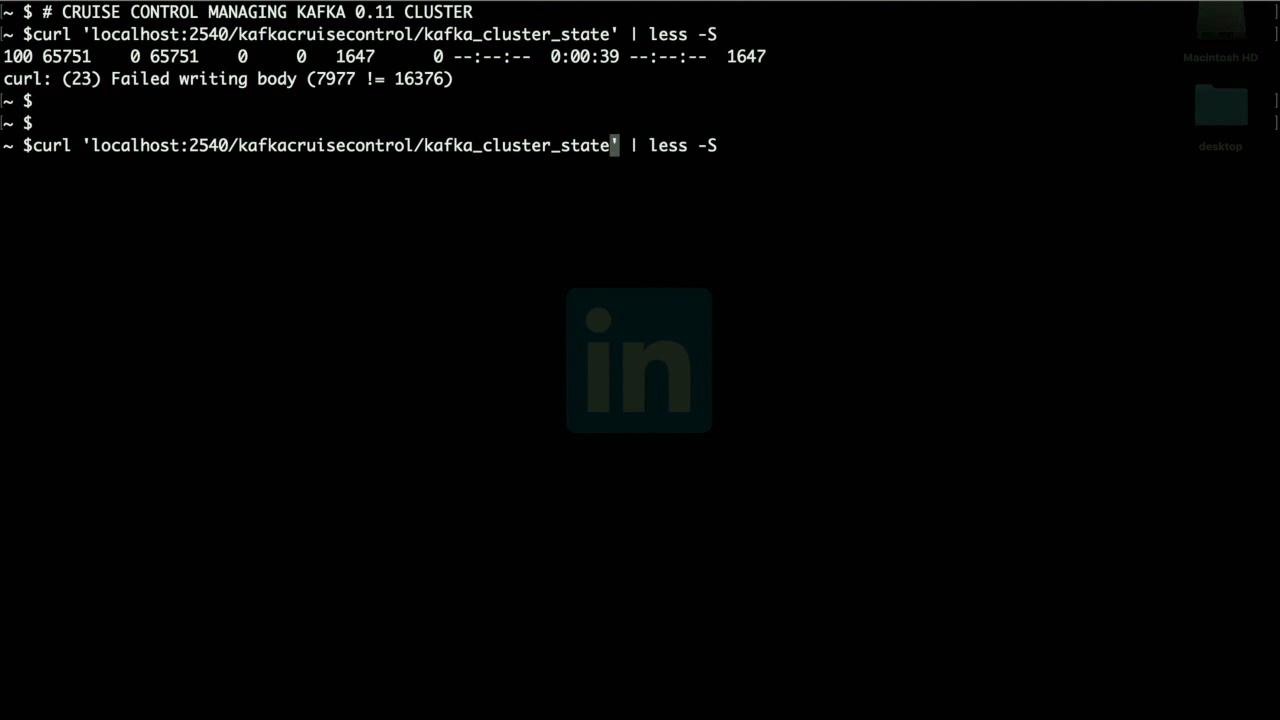 ~ $ # CRUISE CONTROL MANAGING KAFKA 0.11 CLUSTER
~ $curl 'localhost:2540/kafkacruisecontrol/kafka_cluster_state' | less -S
100 65751    0 65751    0     0   1647      0 --:--:--  0:00:39 --:--:--  1647
curl: (23) Failed writing body (7977 != 16376)
~ $
~ $
~ $curl 'localhost:2540/kafkacruisecontrol/kafka_cluster_state' | less -S
Macintosh HD
desktop
in